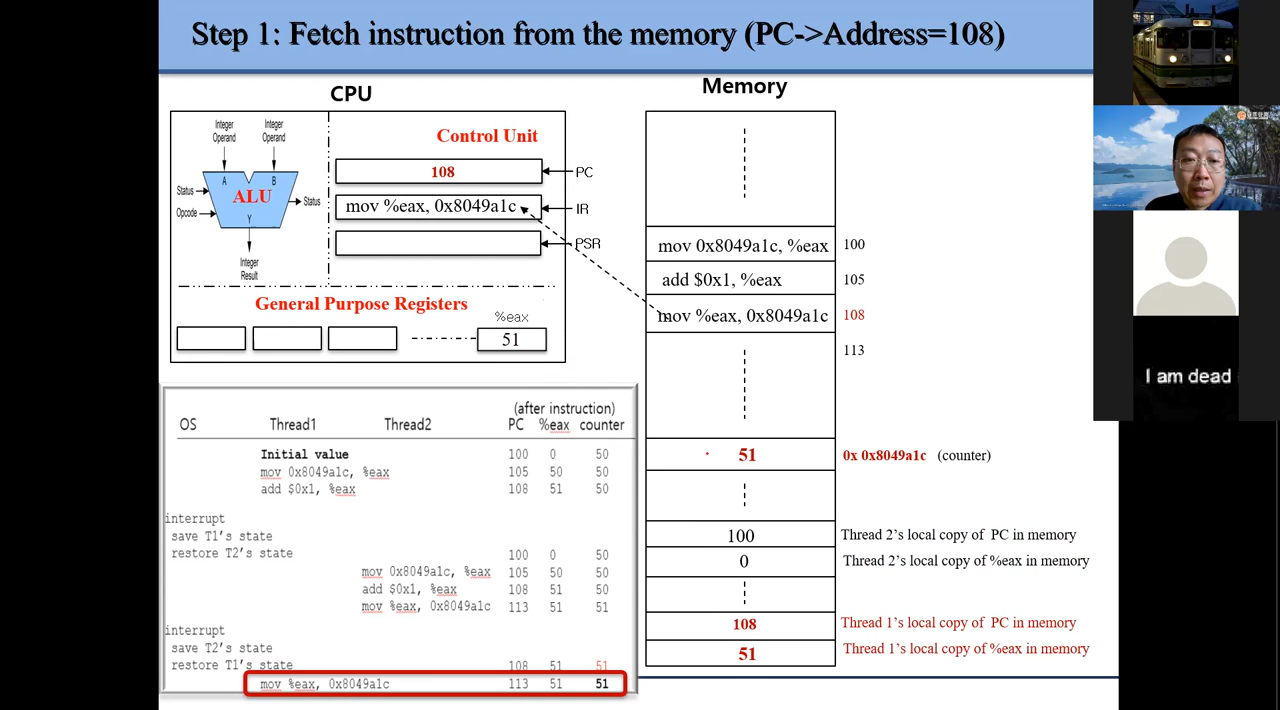 Step 1: Fetch instruction from the memory (PC->Address=108)
CPU
Memory
Integer Operand
Integer Operand
Control Unit
A
B
Status
ALU
Status
Opcode
Y
Integer Result
108
PC
mov %eax, 0x8049a1c
IR
PSR
General Purpose Registers
%eax
51
mov 0x8049a1c, %eax 100
add $0x1, %eax 105
mov %eax, 0x8049a1c 108
113
51 0x 0x8049a1c (counter)
100 Thread 2's local copy of PC in memory
0 Thread 2's local copy of %eax in memory
108 Thread 1's local copy of PC in memory
51 Thread 1's local copy of %eax in memory
(after instruction)
OS Thread1 Thread2 PC %eax counter
Initial value 100 0 50
mov 0x8049a1c, %eax 105 50 50
add $0x1, %eax 108 51 50
interrupt
save T1's state
restore T2's state 100 0 50
mov 0x8049a1c, %eax 105 50 50
add $0x1, %eax 108 51 50
mov %eax, 0x8049a1c 113 51 51
interrupt
save T2's state
restore T1's state 108 51 51
mov %eax, 0x8049a1c 113 51 51
I am dead